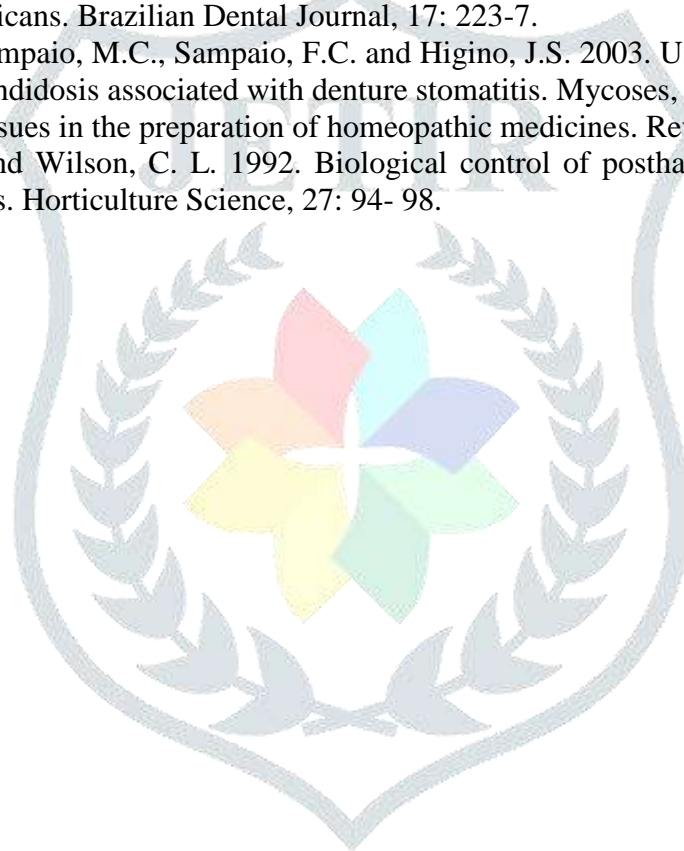 icans. Brazilian Dental Journal, 17: 223-7.
mpaio, M.C., Sampaio, F.C. and Higino, J.S. 2003. U
ndidosis associated with denture stomatitis. Mycoses,
sues in the preparation of homeopathic medicines. Rev
nd Wilson, C. L. 1992. Biological control of postha
s. Horticulture Science, 27: 94- 98.
JETIR